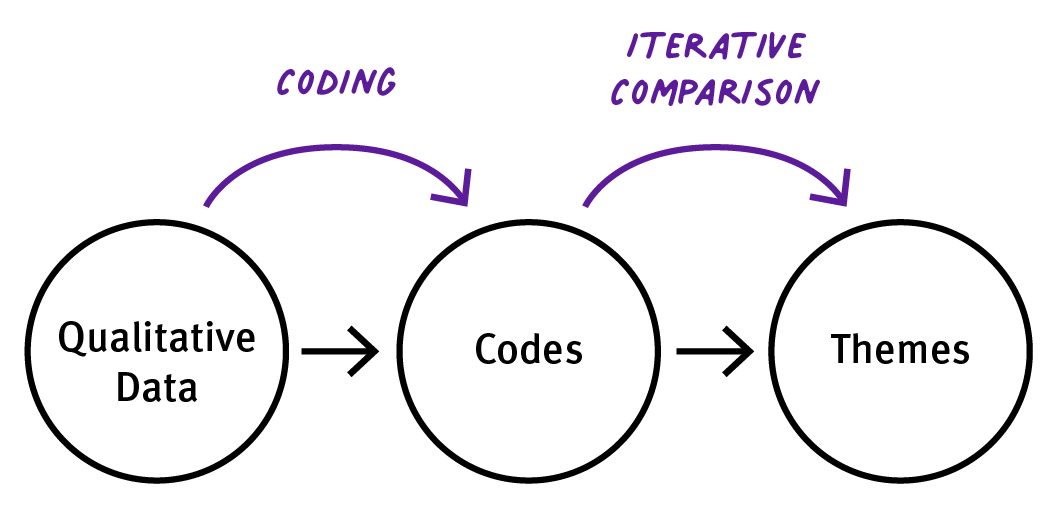 CODING
ITERATIVE
COMPARISON
Qualitative
Data
Codes
Themes